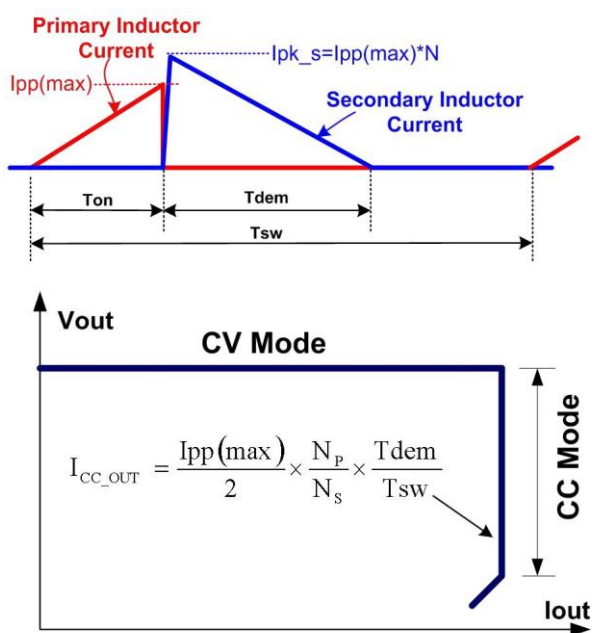 Primary Inductor
Current
Ipk_s=Ipp(max)*N
Ipp(max)
Secondary Inductor
Current
Ton
Tdem
Tsw
Vout
CV Mode
I_CC_OUT = Ipp(max)/2 × N_P/N_S × Tdem/Tsw
CC Mode
Iout